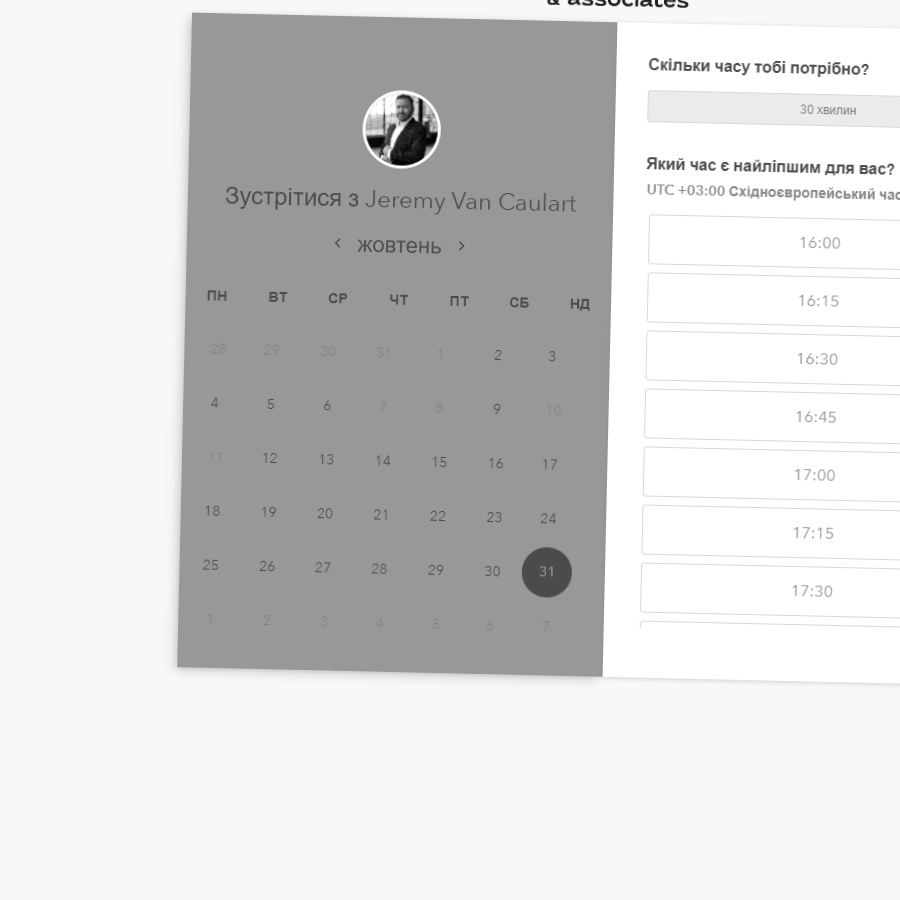 & associates
Зустрітися з Jeremy Van Caulart
‹ жовтень ›
ПН ВТ СР ЧТ ПТ СБ НД
28 29 30 31 1 2 3
4 5 6 7 8 9 10
11 12 13 14 15 16 17
18 19 20 21 22 23 24
25 26 27 28 29 30 31
1 2 3 4 5 6 7
Скільки часу тобі потрібно?
30 хвилин
Який час є найліпшим для вас?
UTC +03:00 Східноєвропейський час
16:00
16:15
16:30
16:45
17:00
17:15
17:30